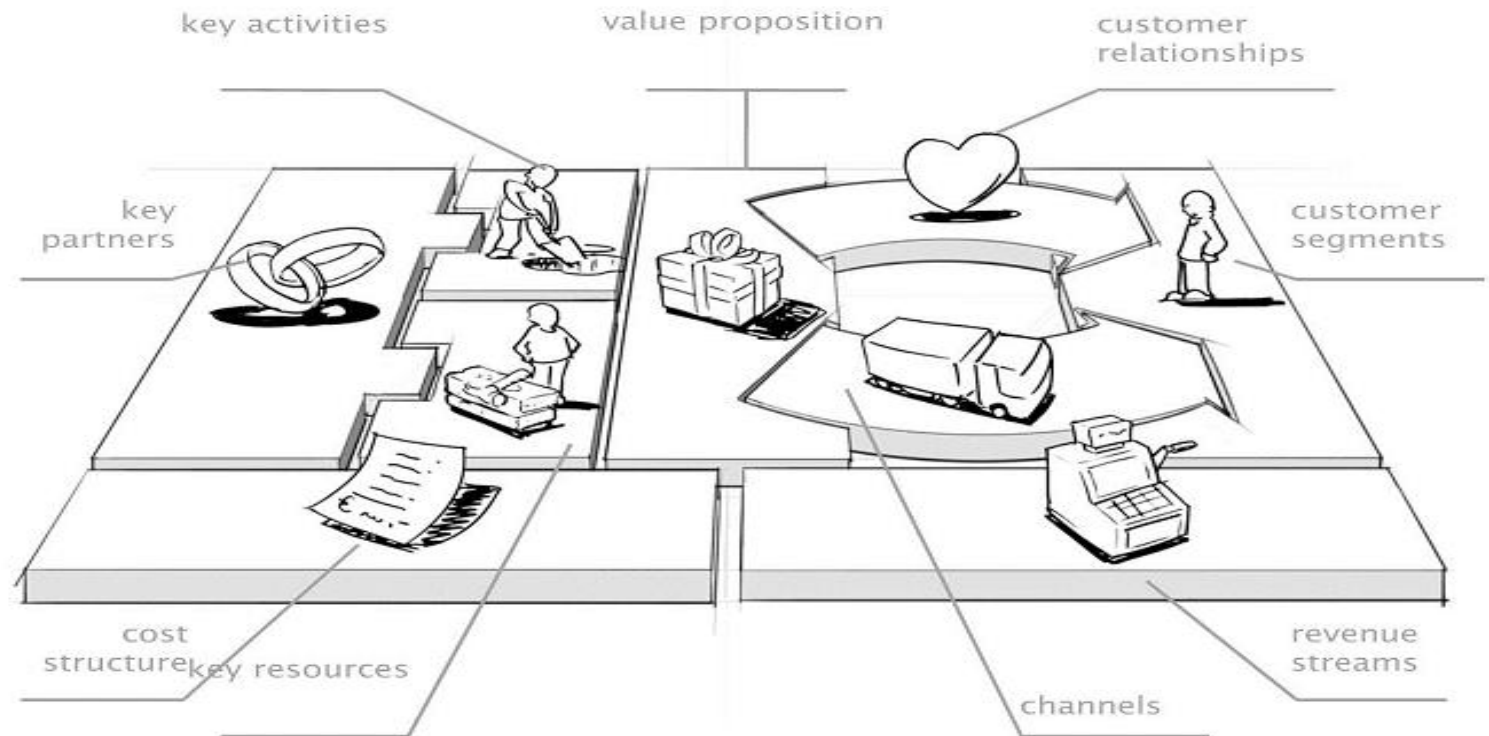 key activities
value proposition
customer
relationships
key
partners
customer
segments
cost
structure
key resources
revenue
streams
channels